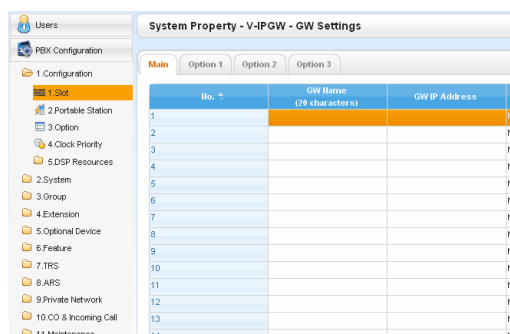 Users
System Property - V-IPGW - GW Settings
PBX Configuration
Main Option 1 Option 2 Option 3
1.Configuration
1.Slot
2.Portable Station
3.Option
4.Clock Priority
5.DSP Resources
2.System
3.Group
4.Extension
5.Optional Device
6.Feature
7.TRS
8.ARS
9.Private Network
10.CO & Incoming Call
11.Maintenance
No. GW Name GW IP Address
(20 characters)
1
2
3
4
5
6
7
8
9
10
11
12
13
14